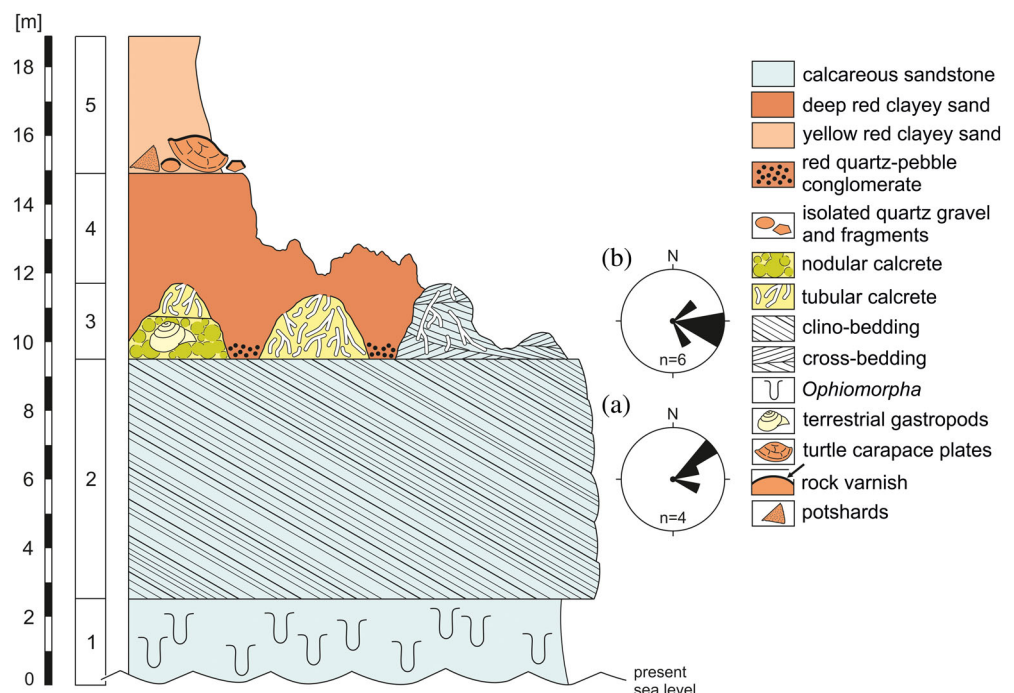 [m]
18
16
14
12
10
8
6
4
2
0
5
4
3
2
1
(b)
N
n=6
(a)
N
n=4
present
sea level
calcareous sandstone
deep red clayey sand
yellow red clayey sand
red quartz-pebble
conglomerate
isolated quartz gravel
and fragments
nodular calcrete
tubular calcrete
clino-bedding
cross-bedding
Ophiomorpha
terrestrial gastropods
turtle carapace plates
rock varnish
potshards